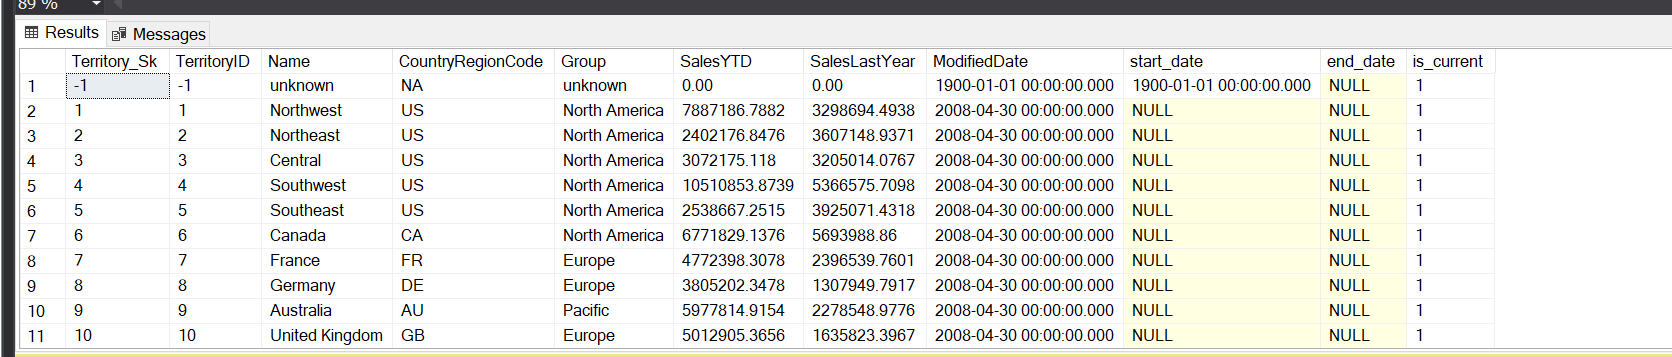 89 %
Results Messages
Territory_Sk TerritoryID Name CountryRegionCode Group SalesYTD SalesLastYear ModifiedDate start_date end_date is_current
1 -1 -1 unknown NA unknown 0.00 0.00 1900-01-01 00:00:00.000 1900-01-01 00:00:00.000 NULL 1
2 1 1 Northwest US North America 7887186.7882 3298694.4938 2008-04-30 00:00:00.000 NULL NULL 1
3 2 2 Northeast US North America 2402176.8476 3607148.9371 2008-04-30 00:00:00.000 NULL NULL 1
4 3 3 Central US North America 3072175.118 3205014.0767 2008-04-30 00:00:00.000 NULL NULL 1
5 4 4 Southwest US North America 10510853.8739 5366575.7098 2008-04-30 00:00:00.000 NULL NULL 1
6 5 5 Southeast US North America 2538667.2515 3925071.4318 2008-04-30 00:00:00.000 NULL NULL 1
7 6 6 Canada CA North America 6771829.1376 5693988.86 2008-04-30 00:00:00.000 NULL NULL 1
8 7 7 France FR Europe 4772398.3078 2396539.7601 2008-04-30 00:00:00.000 NULL NULL 1
9 8 8 Germany DE Europe 3805202.3478 1307949.7917 2008-04-30 00:00:00.000 NULL NULL 1
10 9 9 Australia AU Pacific 5977814.9154 2278548.9776 2008-04-30 00:00:00.000 NULL NULL 1
11 10 10 United Kingdom GB Europe 5012905.3656 1635823.3967 2008-04-30 00:00:00.000 NULL NULL 1